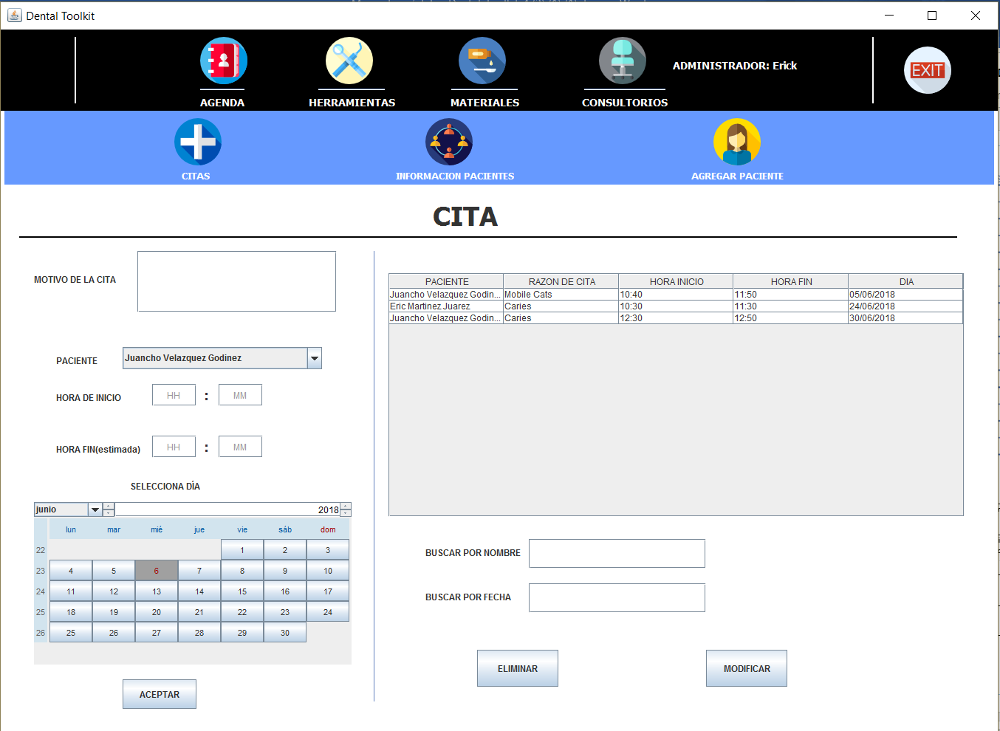 Dental Toolkit
ADMINISTRADOR: Erick
EXIT
AGENDA
HERRAMIENTAS
MATERIALES
CONSULTORIOS
CITAS
INFORMACION PACIENTES
AGREGAR PACIENTE
CITA
MOTIVO DE LA CITA
PACIENTE
Juancho Velazquez Godinez
HORA DE INICIO
HH : MM
HORA FIN(estimada)
HH : MM
SELECCIONA DÍA
junio 2018
lun mar mié jue vie sáb dom
22 1 2 3
23 4 5 6 7 8 9 10
24 11 12 13 14 15 16 17
25 18 19 20 21 22 23 24
26 25 26 27 28 29 30
ACEPTAR
PACIENTE RAZON DE CITA HORA INICIO HORA FIN DIA
Juancho Velazquez Godin... Mobile Cats 10:40 11:50 05/06/2018
Eric Martinez Juarez Caries 10:30 11:30 24/06/2018
Juancho Velazquez Godin... Caries 12:30 12:50 30/06/2018
BUSCAR POR NOMBRE
BUSCAR POR FECHA
ELIMINAR
MODIFICAR